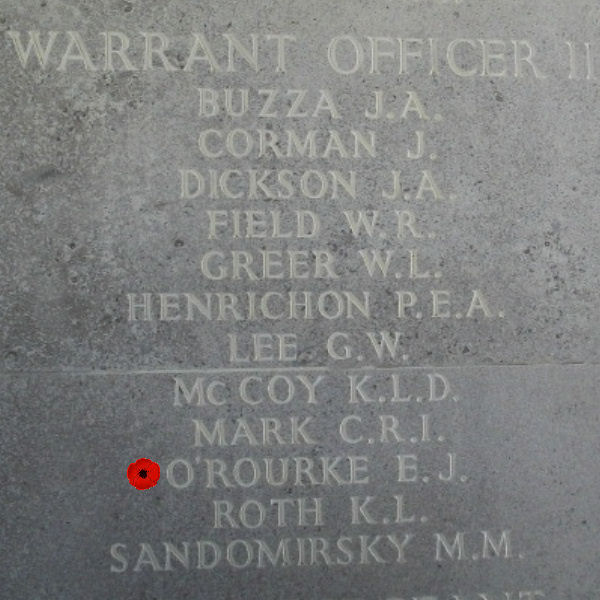 WARRANT OFFICER II
BUZZA J.A.
CORMAN J.
DICKSON J.A.
FIELD W.R.
GREER W.L.
HENRICHON P.E.A.
LEE G.W.
McCOY K.L.D.
MARK C.R.I.
O'ROURKE E.J.
ROTH K.L.
SANDOMIRSKY M.M.